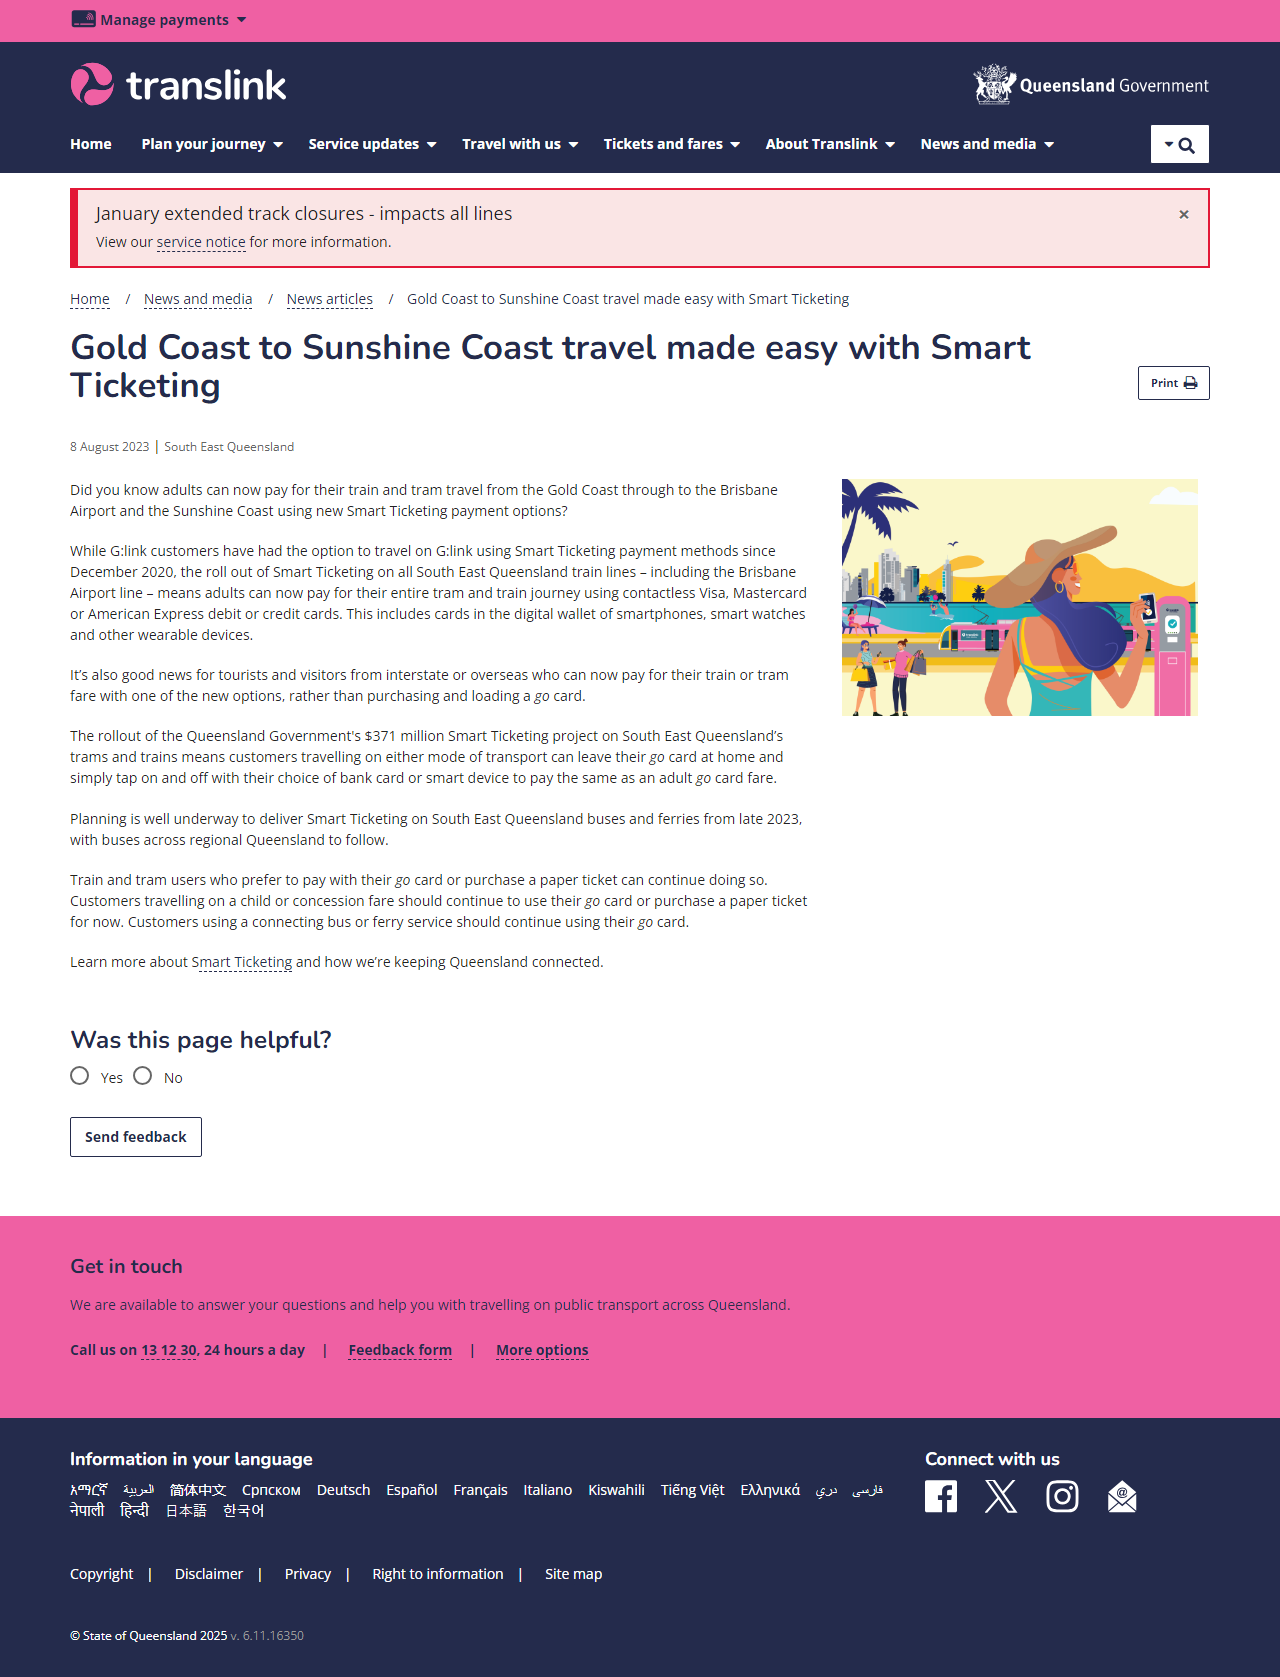 Manage payments
translink
Queensland Government
Home Plan your journey Service updates Travel with us Tickets and fares About Translink News and media
January extended track closures - impacts all lines ×
View our service notice for more information.
Home / News and media / News articles / Gold Coast to Sunshine Coast travel made easy with Smart Ticketing
Gold Coast to Sunshine Coast travel made easy with Smart
Ticketing
Print
8 August 2023 | South East Queensland
Did you know adults can now pay for their train and tram travel from the Gold Coast through to the Brisbane
Airport and the Sunshine Coast using new Smart Ticketing payment options?
While G:link customers have had the option to travel on G:link using Smart Ticketing payment methods since
December 2020, the roll out of Smart Ticketing on all South East Queensland train lines – including the Brisbane
Airport line – means adults can now pay for their entire tram and train journey using contactless Visa, Mastercard
or American Express debit or credit cards. This includes cards in the digital wallet of smartphones, smart watches
and other wearable devices.
It’s also good news for tourists and visitors from interstate or overseas who can now pay for their train or tram
fare with one of the new options, rather than purchasing and loading a go card.
The rollout of the Queensland Government's $371 million Smart Ticketing project on South East Queensland’s
trams and trains means customers travelling on either mode of transport can leave their go card at home and
simply tap on and off with their choice of bank card or smart device to pay the same as an adult go card fare.
Planning is well underway to deliver Smart Ticketing on South East Queensland buses and ferries from late 2023,
with buses across regional Queensland to follow.
Train and tram users who prefer to pay with their go card or purchase a paper ticket can continue doing so.
Customers travelling on a child or concession fare should continue to use their go card or purchase a paper ticket
for now. Customers using a connecting bus or ferry service should continue using their go card.
Learn more about Smart Ticketing and how we’re keeping Queensland connected.
Was this page helpful?
Yes No
Send feedback
Get in touch
We are available to answer your questions and help you with travelling on public transport across Queensland.
Call us on 13 12 30, 24 hours a day | Feedback form | More options
Information in your language
አማርኛ العربية 简体中文 Српском Deutsch Español Français Italiano Kiswahili Tiếng Việt Ελληνικά دري فارسی
नेपाली हिन्दी 日本語 한국어
Connect with us
Copyright | Disclaimer | Privacy | Right to information | Site map
© State of Queensland 2025 v. 6.11.16350